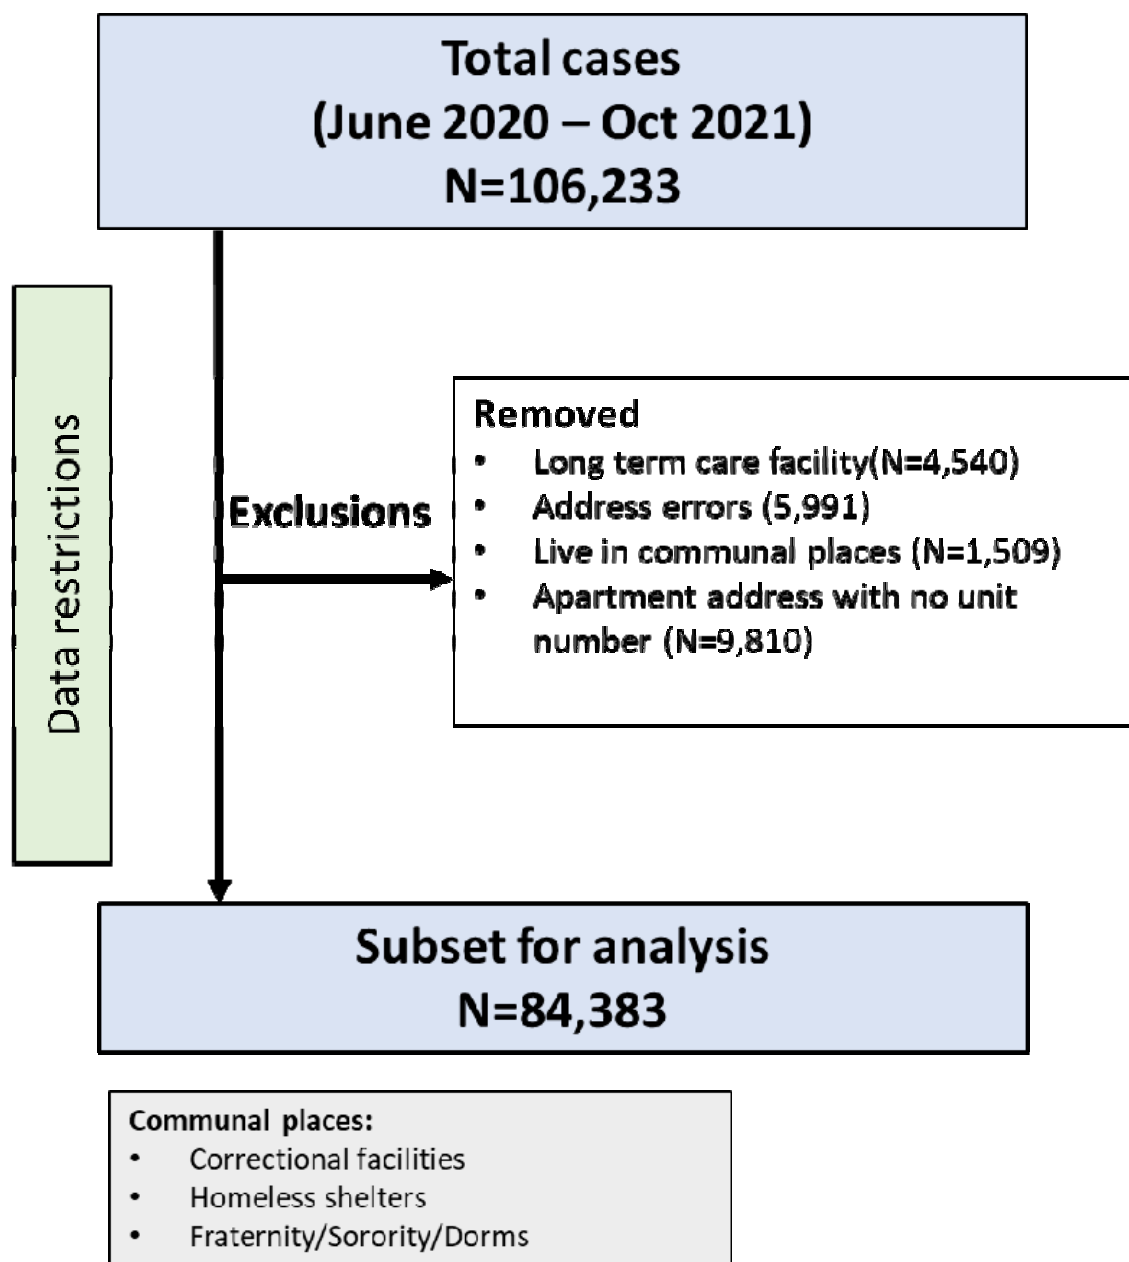 Total cases
(June 2020 – Oct 2021)
N=106,233
Data restrictions
Exclusions
Removed
• Long term care facility(N=4,540)
• Address errors (5,991)
• Live in communal places (N=1,509)
• Apartment address with no unit
number (N=9,810)
Subset for analysis
N=84,383
Communal places:
• Correctional facilities
• Homeless shelters
• Fraternity/Sorority/Dorms